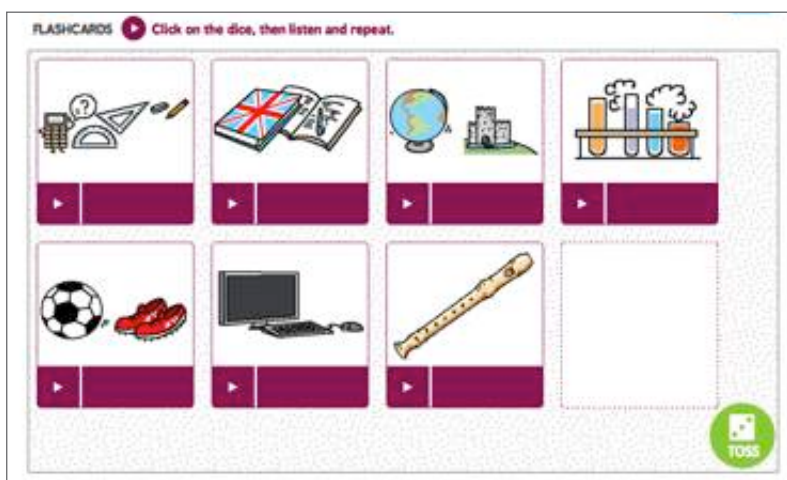 FLASHCARDS Click on the dice, then listen and repeat.
?
TOSS